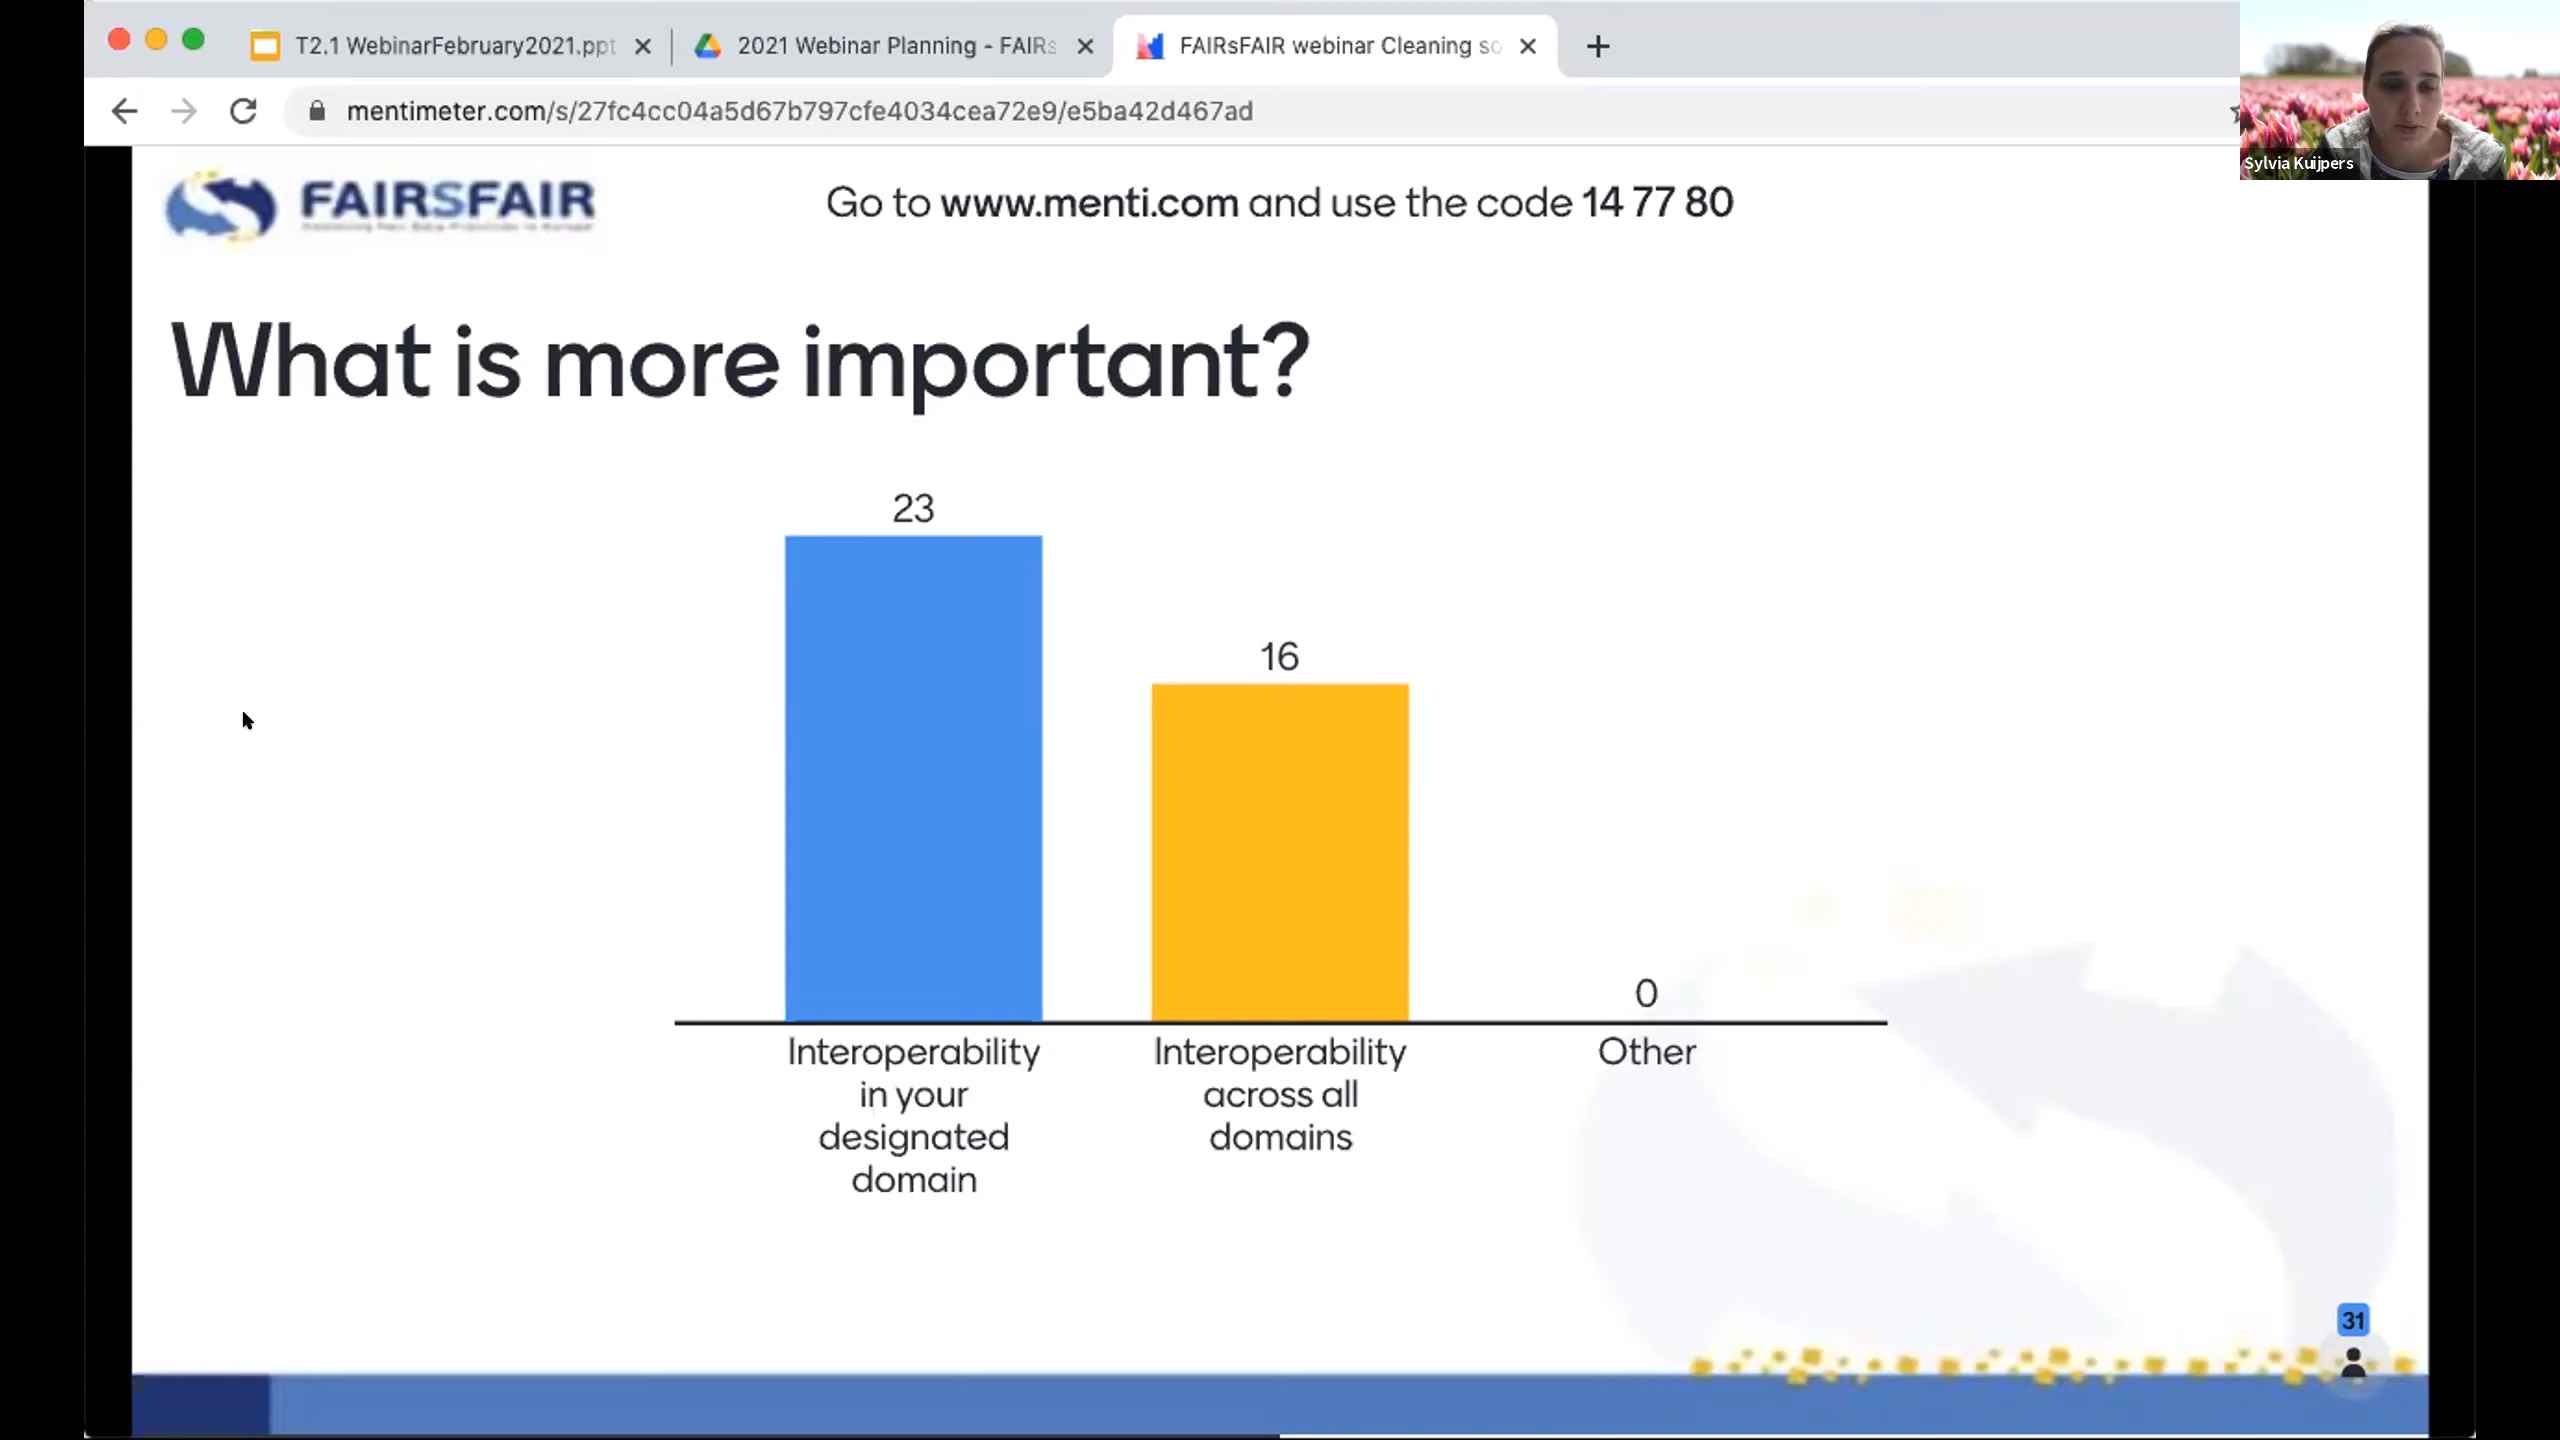 T2.1 WebinarFebruary2021.ppt
2021 Webinar Planning - FAIRs
FAIRsFAIR webinar Cleaning so
mentimeter.com/s/27fc4cc04a5d67b797cfe4034cea72e9/e5ba42d467ad
Sylvia Kuijpers
FAIRSFAIR
Go to www.menti.com and use the code 14 77 80
What is more important?
23
16
0
Interoperability
in your
designated
domain
Interoperability
across all
domains
Other
31